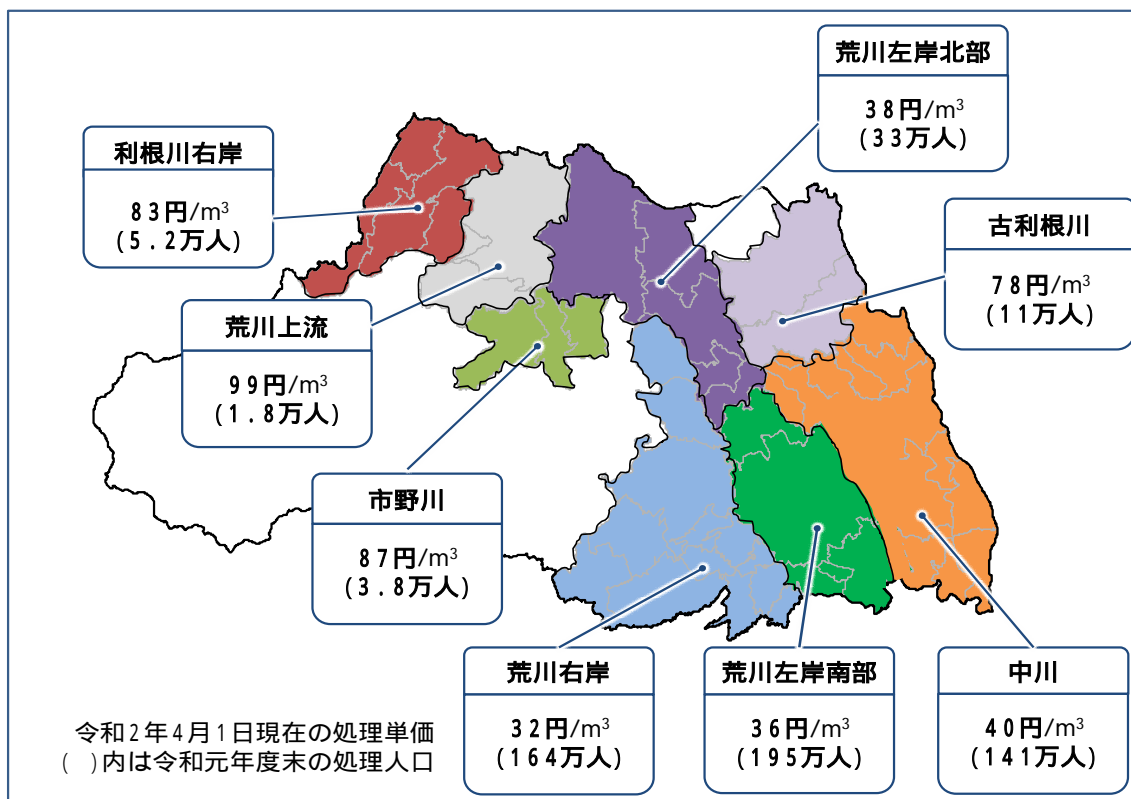 荒川左岸北部
38円/m³
(33万人)
利根川右岸
83円/m³
(5.2万人)
古利根川
78円/m³
(11万人)
荒川上流
99円/m³
(1.8万人)
市野川
87円/m³
(3.8万人)
荒川右岸
32円/m³
(164万人)
荒川左岸南部
36円/m³
(195万人)
中川
40円/m³
(141万人)
令和2年4月1日現在の処理単価
( )内は令和元年度末の処理人口